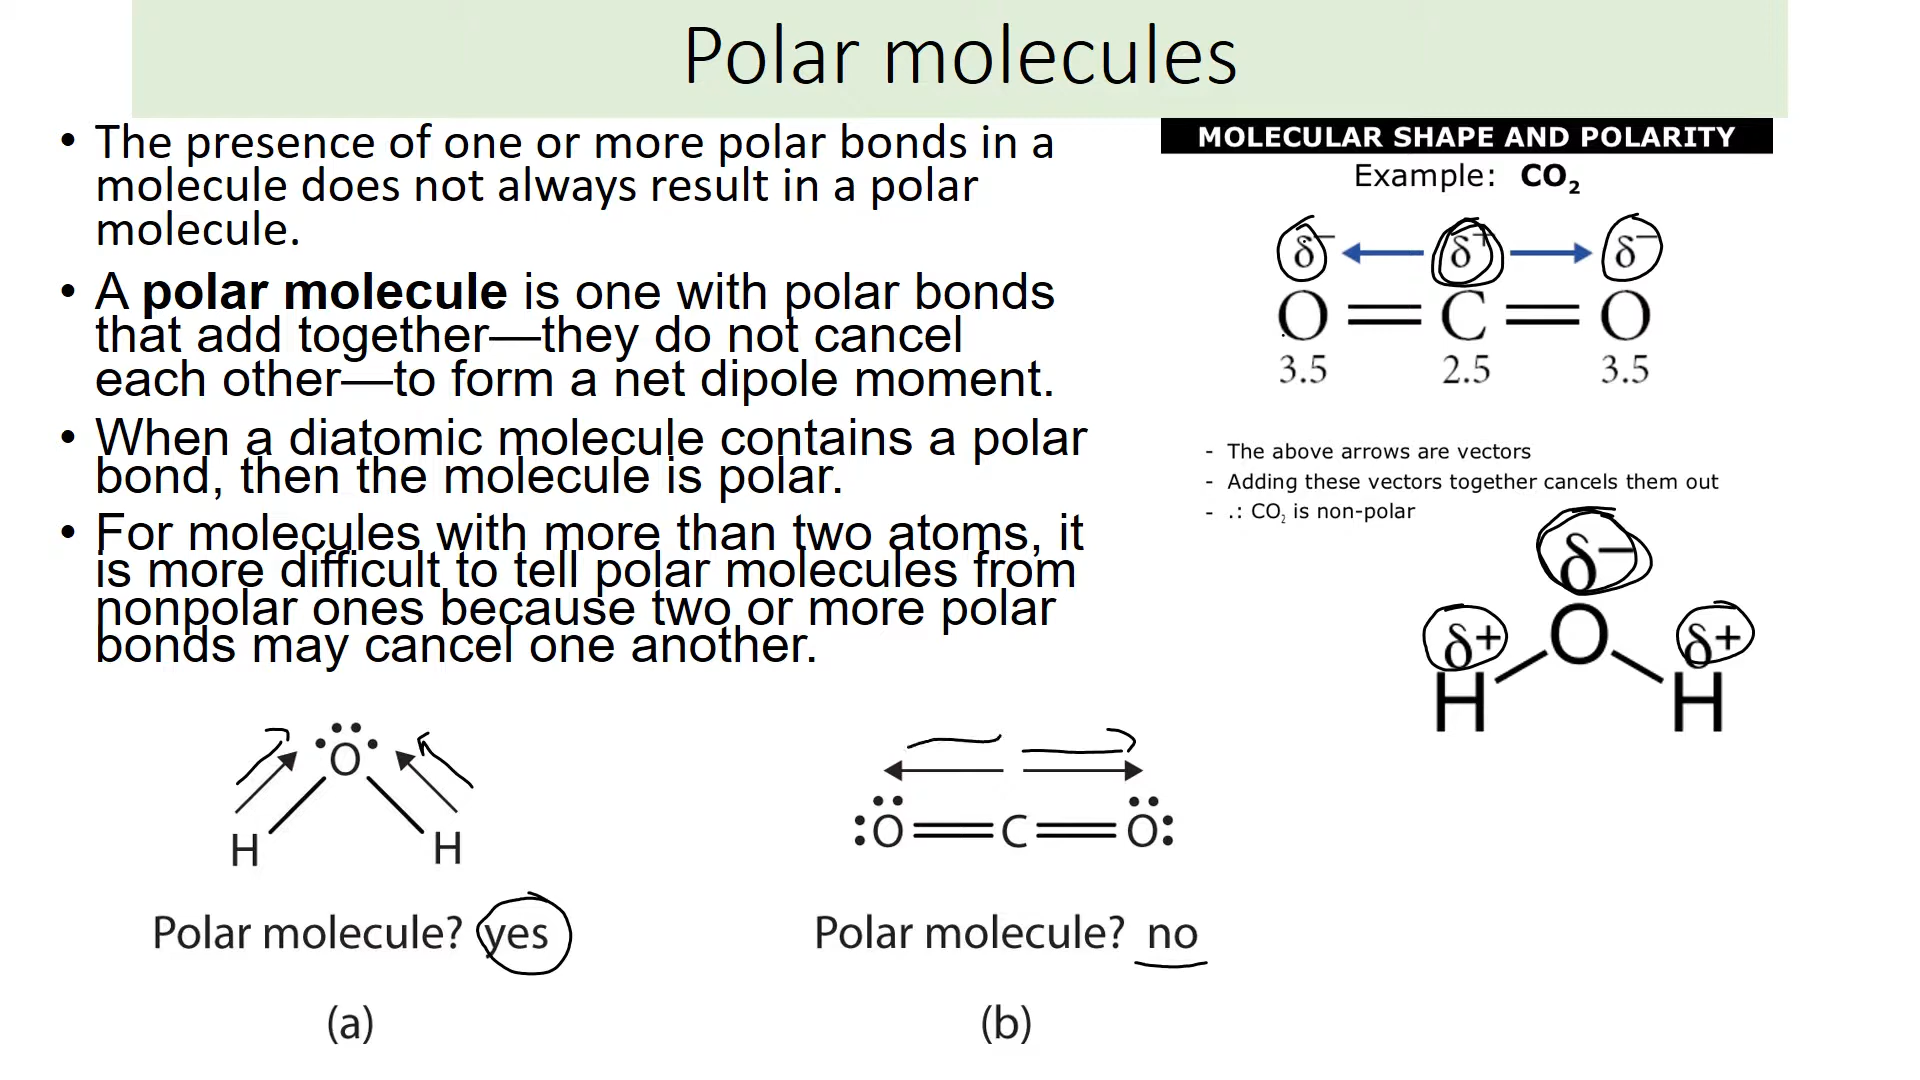 Polar molecules
• The presence of one or more polar bonds in a
molecule does not always result in a polar
molecule.
• A polar molecule is one with polar bonds
that add together—they do not cancel
each other—to form a net dipole moment.
• When a diatomic molecule contains a polar
bond, then the molecule is polar.
• For molecules with more than two atoms, it
is more difficult to tell polar molecules from
nonpolar ones because two or more polar
bonds may cancel one another.
MOLECULAR SHAPE AND POLARITY
Example: CO₂
δ− δ+ δ−
O C O
3.5 2.5 3.5
- The above arrows are vectors
- Adding these vectors together cancels them out
- .: CO₂ is non-polar
δ−
δ+ O δ+
H H
O
H H
Polar molecule? yes
(a)
:O C O:
Polar molecule? no
(b)